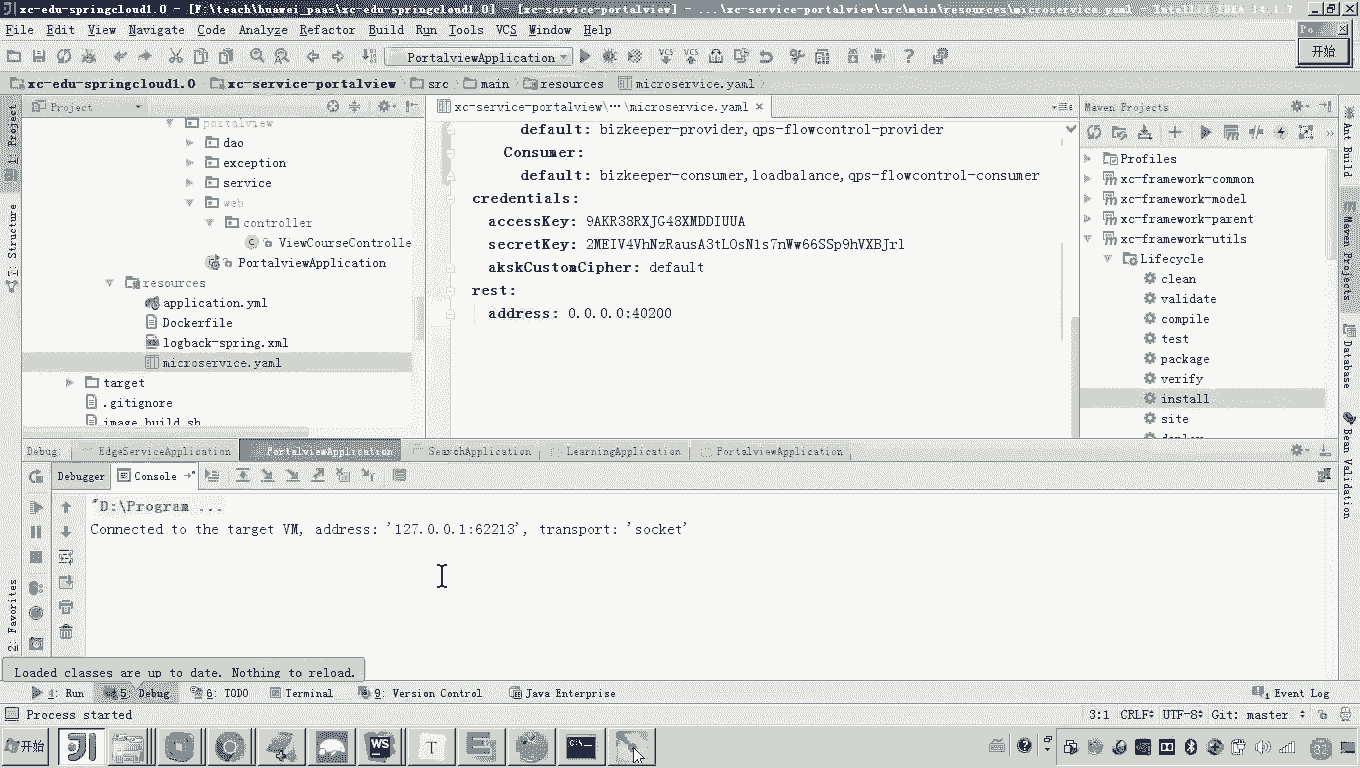 xc-edu-springcloud1.0 - [F:\teach\huawei_paas\xc-edu-springcloud1.0] - [xc-service-portalview] - ...\xc-service-portalview\src\main\resources\microservice.yaml - IntelliJ IDEA 14.1.7
File Edit View Navigate Code Analyze Refactor Build Run Tools VCS Window Help
开始
PortalviewApplication
xc-edu-springcloud1.0 xc-service-portalview src main resources microservice.yaml
Project
xc-service-portalview\…\microservice.yaml
Maven Projects
portalview
dao
exception
service
web
controller
ViewCourseControlle
PortalviewApplication
resources
application.yml
Dockerfile
logback-spring.xml
microservice.yaml
target
.gitignore
image_build.sh
default: bizkeeper-provider,qps-flowcontrol-provider
Consumer:
default: bizkeeper-consumer,loadbalance,qps-flowcontrol-consumer
credentials:
accessKey: 9AKR38RXJG48XMDDIUUA
secretKey: 2MEIV4VhNzRausA3tLOsN1s7nWw66SSp9hVXBJrl
akskCustomCipher: default
rest:
address: 0.0.0.0:40200
Profiles
xc-framework-common
xc-framework-model
xc-framework-parent
xc-framework-utils
Lifecycle
clean
validate
compile
test
package
verify
install
site
deploy
1: Project
7: Structure
2: Favorites
Ant Build
Maven Projects
Database
Bean Validation
Debug: EdgeServiceApplication PortalviewApplication SearchApplication LearningApplication PortalviewApplication
Debugger Console
"D:\Program ...
Connected to the target VM, address: '127.0.0.1:62213', transport: 'socket'
Loaded classes are up to date. Nothing to reload.
4: Run 5: Debug 6: TODO Terminal 9: Version Control Java Enterprise 1 Event Log
Process started 3:1 CRLF UTF-8 Git: master
开始
WS
T
C:\
32